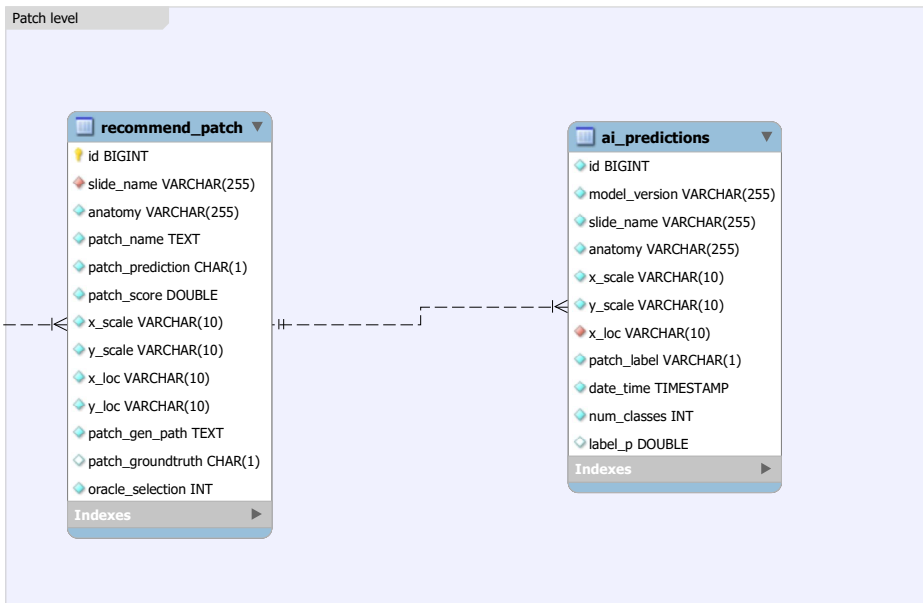 Patch level
recommend_patch
id BIGINT
slide_name VARCHAR(255)
anatomy VARCHAR(255)
patch_name TEXT
patch_prediction CHAR(1)
patch_score DOUBLE
x_scale VARCHAR(10)
y_scale VARCHAR(10)
x_loc VARCHAR(10)
y_loc VARCHAR(10)
patch_gen_path TEXT
patch_groundtruth CHAR(1)
oracle_selection INT
Indexes
ai_predictions
id BIGINT
model_version VARCHAR(255)
slide_name VARCHAR(255)
anatomy VARCHAR(255)
x_scale VARCHAR(10)
y_scale VARCHAR(10)
x_loc VARCHAR(10)
patch_label VARCHAR(1)
date_time TIMESTAMP
num_classes INT
label_p DOUBLE
Indexes